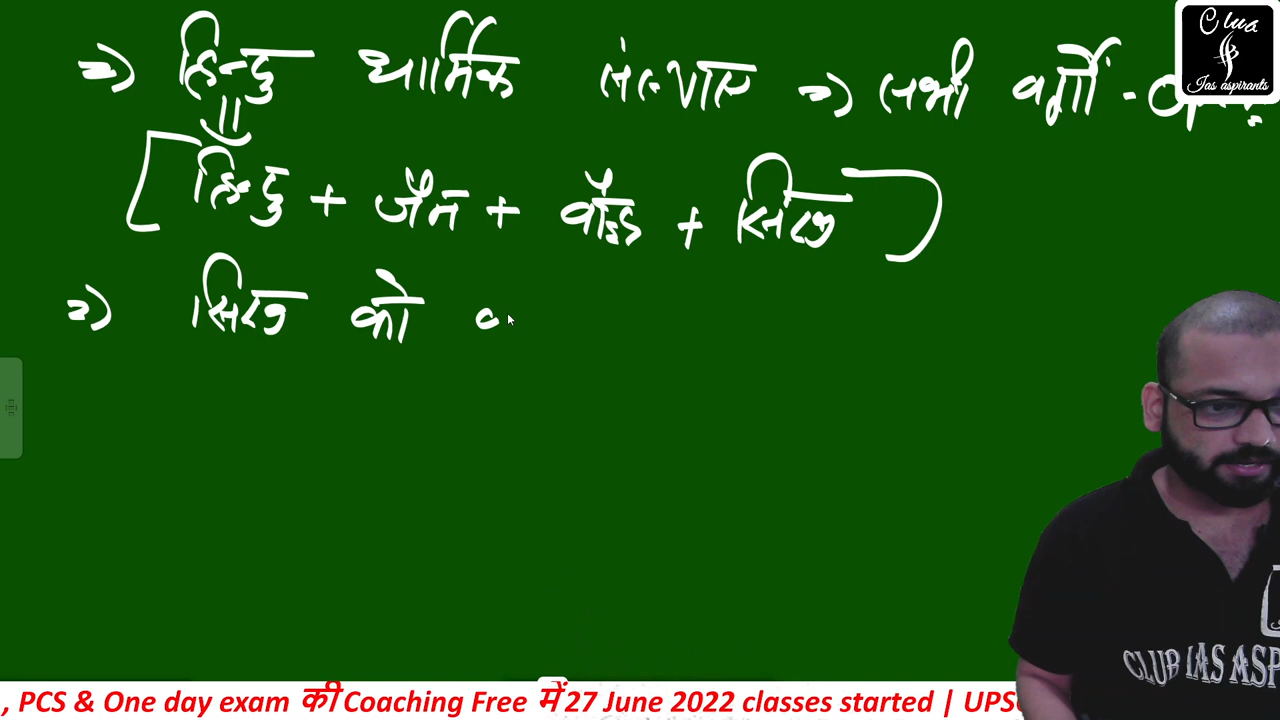 Club
Ias aspirants
=> हिन्दु धार्मिक संस्थाए => सभी वर्गो -
[हिन्दु + जैन + बौद्ध + सिख]
=> सिख को
CLUB IAS ASP
, PCS & One day exam की Coaching Free में 27 June 2022 classes started | UPS